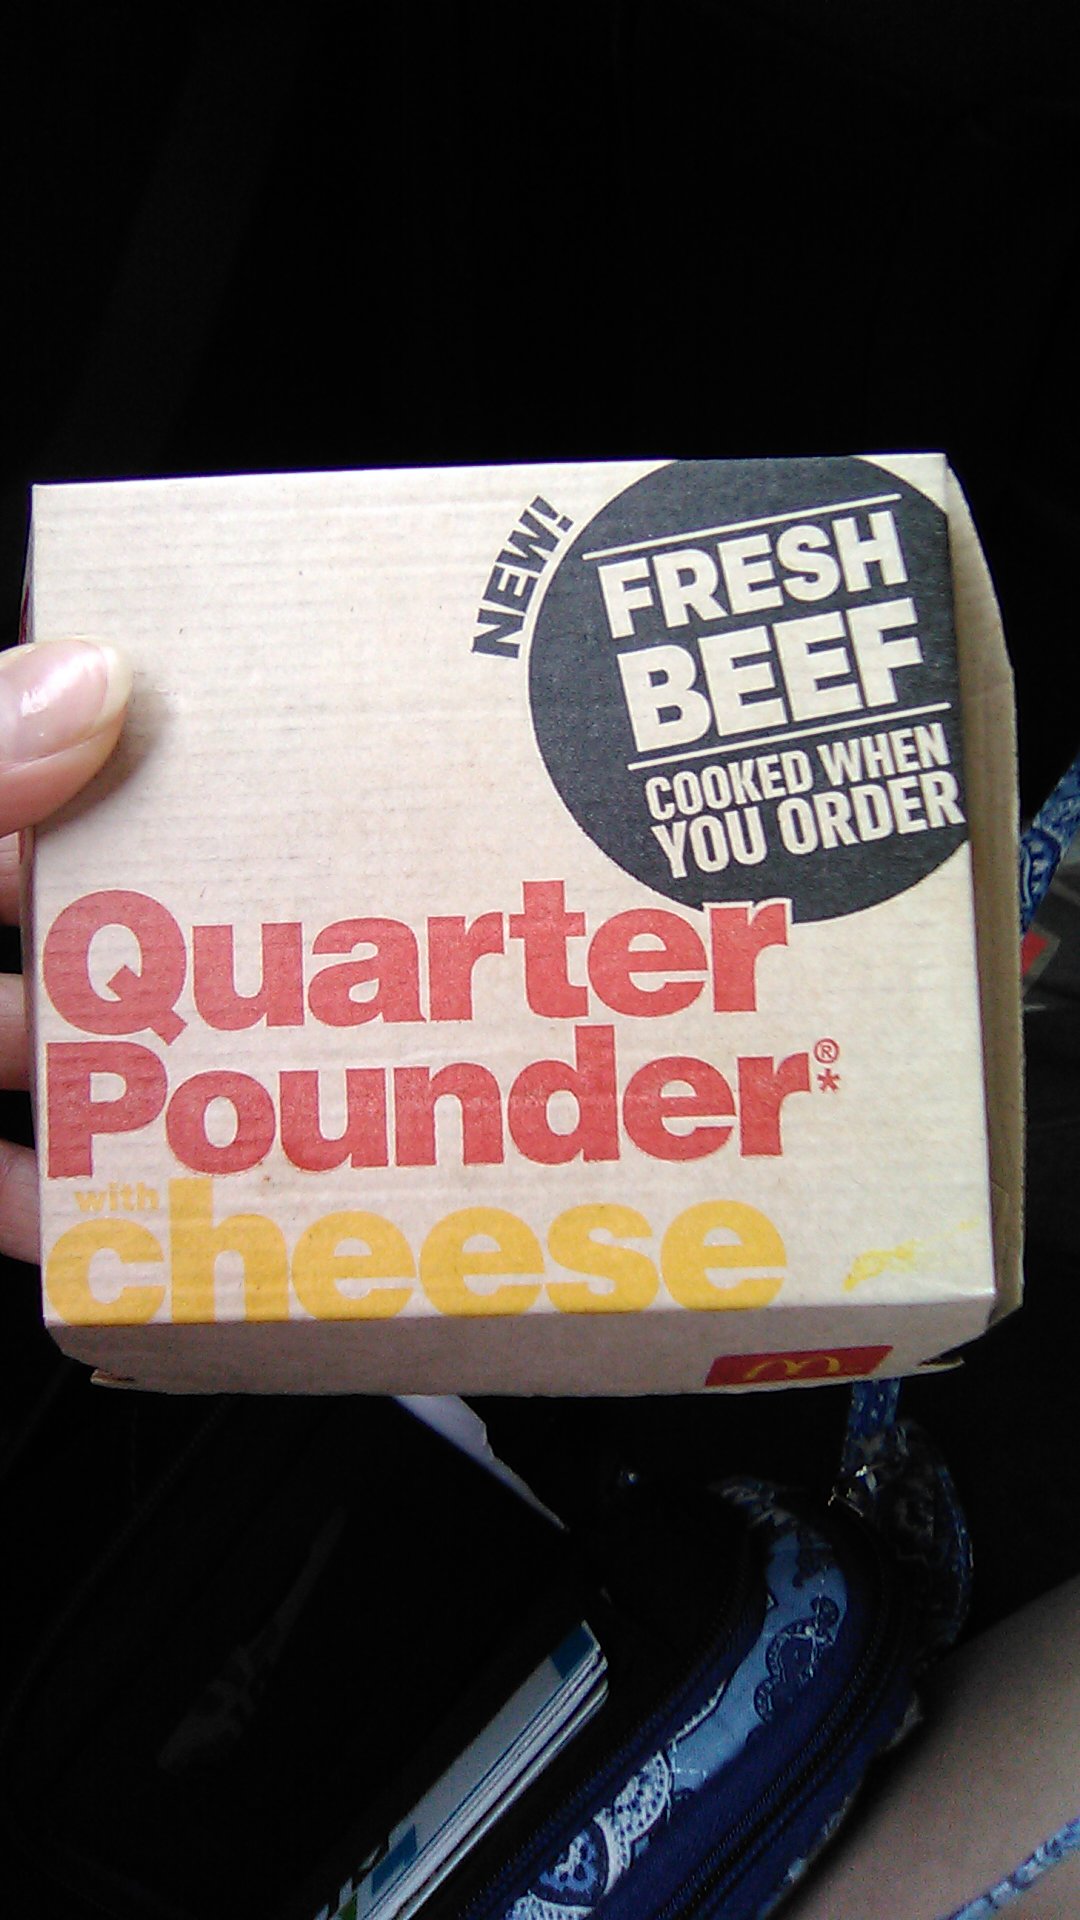 NEW!
FRESH
BEEF
COOKED WHEN
YOU ORDER
Quarter
Pounder®*
with
cheese